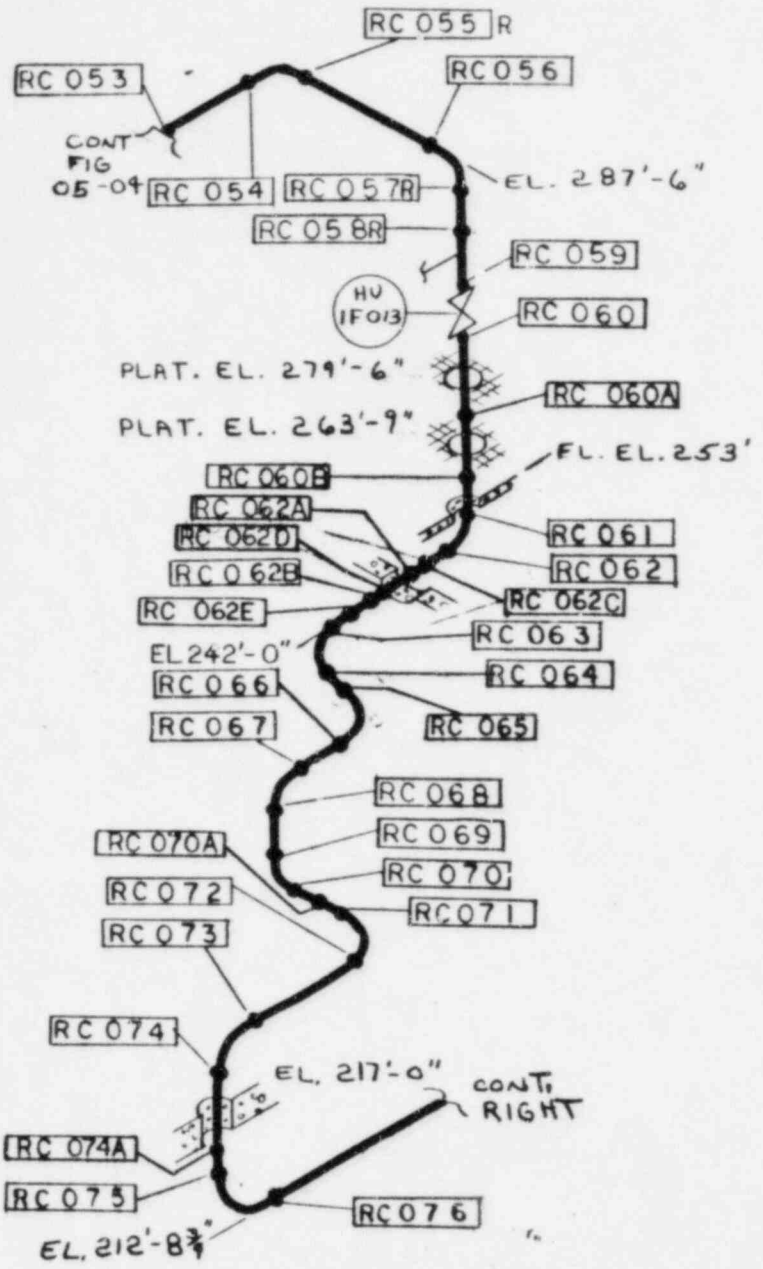 RC 055 R
RC 053
RC 056
CONT
FIG
05-04
RC 054
RC 057R
EL. 287'-6"
RC 058R
RC 059
HV
1F013
RC 060
PLAT. EL. 279'-6"
RC 060A
PLAT. EL. 263'-9"
FL. EL. 253'
RC 060B
RC 062A
RC 061
RC 062D
RC 062B
RC 062
RC 062C
RC 062E
RC 063
EL 242'-0"
RC 064
RC 066
RC 065
RC 067
RC 068
RC 069
RC 070A
RC 070
RC 072
RC 071
RC 073
RC 074
EL. 217'-0"
CONT.
RIGHT
RC 074A
RC 075
RC 076
EL. 212'-8¾"